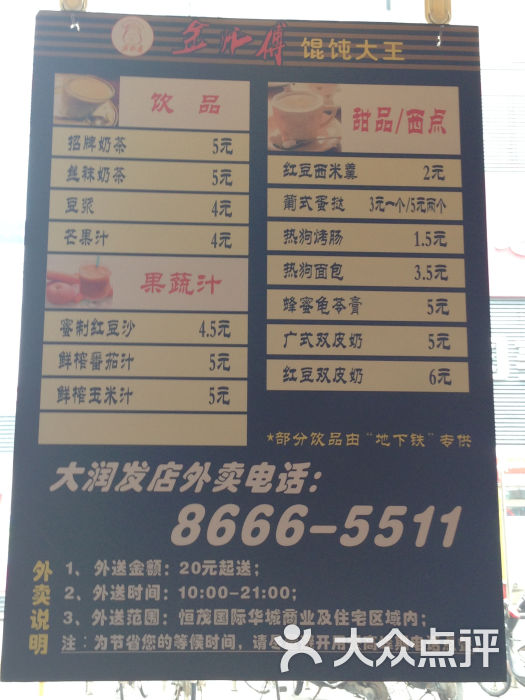 金师傅 馄饨大王
饮品
招牌奶茶 5元
丝袜奶茶 5元
豆浆 4元
芒果汁 4元
果蔬汁
蜜制红豆沙 4.5元
鲜榨番茄汁 5元
鲜榨玉米汁 5元
甜品/西点
红豆西米羹 2元
葡式蛋挞 3元一个/5元两个
热狗烤肠 1.5元
热狗面包 3.5元
蜂蜜龟苓膏 5元
广式双皮奶 5元
红豆双皮奶 6元
*部分饮品由“地下铁”专供
大润发店外卖电话：
8666-5511
外卖说明
1、外送金额：20元起送；
2、外送时间：10:00-21:00；
3、外送范围：恒茂国际华城商业及住宅区域内；
注：为节省您的等候时间，请尽 开用
大众点评